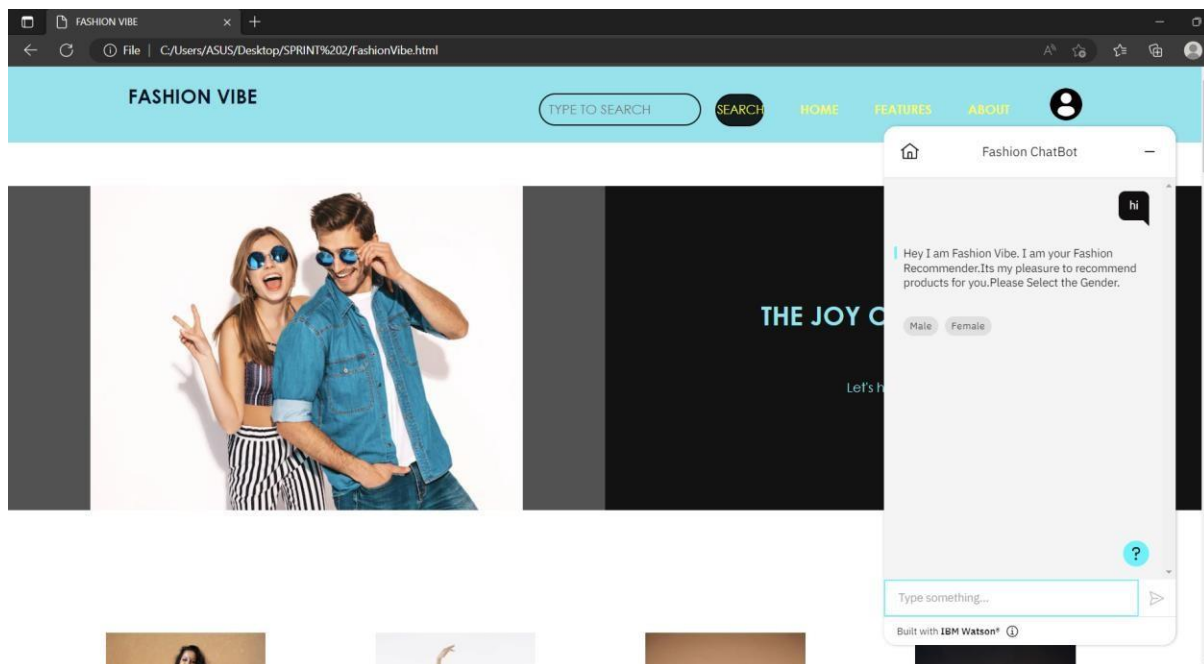 FASHION VIBE
File | C:/Users/ASUS/Desktop/SPRINT%202/FashionVibe.html
FASHION VIBE
TYPE TO SEARCH
SEARCH
HOME
FEATURES
ABOUT
Fashion ChatBot
hi
Hey I am Fashion Vibe. I am your Fashion
Recommender.Its my pleasure to recommend
products for you.Please Select the Gender.
Male Female
THE JOY
Let's h
?
Type something...
Built with IBM Watson®